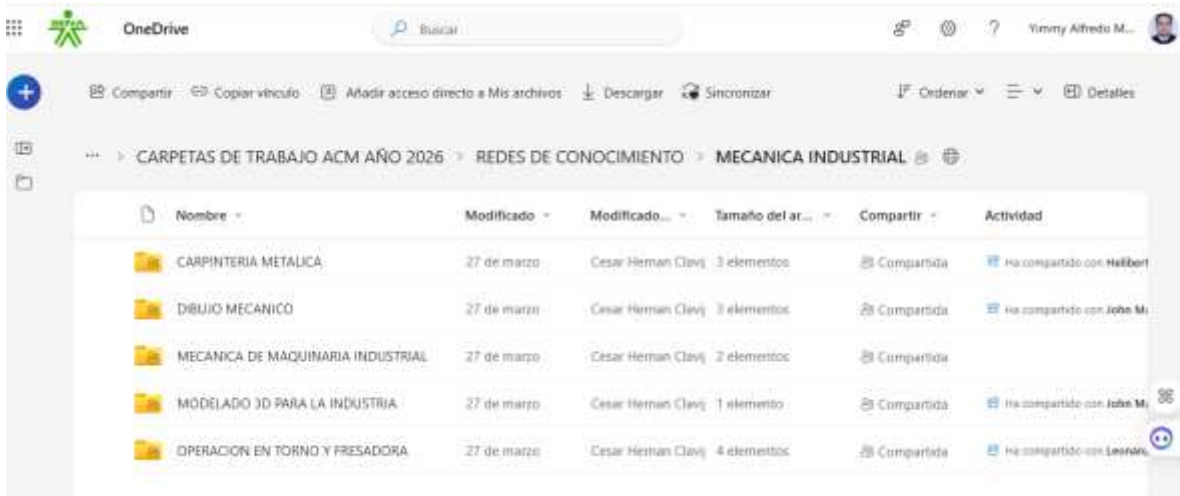 OneDrive Buscar ? Yimmy Alfredo M...
Compartir Copiar vínculo Añadir acceso directo a Mis archivos Descargar Sincronizar Ordenar Detalles
... > CARPETAS DE TRABAJO ACM AÑO 2026 > REDES DE CONOCIMIENTO > MECANICA INDUSTRIAL
Nombre Modificado Modificado... Tamaño del ar... Compartir Actividad
CARPINTERIA METALICA 27 de marzo Cesar Hernan Clavij 3 elementos Compartida Ha compartido con Helibert
DIBUJO MECANICO 27 de marzo Cesar Hernan Clavij 3 elementos Compartida Ha compartido con John Ma
MECANICA DE MAQUINARIA INDUSTRIAL 27 de marzo Cesar Hernan Clavij 2 elementos Compartida
MODELADO 3D PARA LA INDUSTRIA 27 de marzo Cesar Hernan Clavij 1 elemento Compartida Ha compartido con John Ma
OPERACION EN TORNO Y FRESADORA 27 de marzo Cesar Hernan Clavij 4 elementos Compartida Ha compartido con